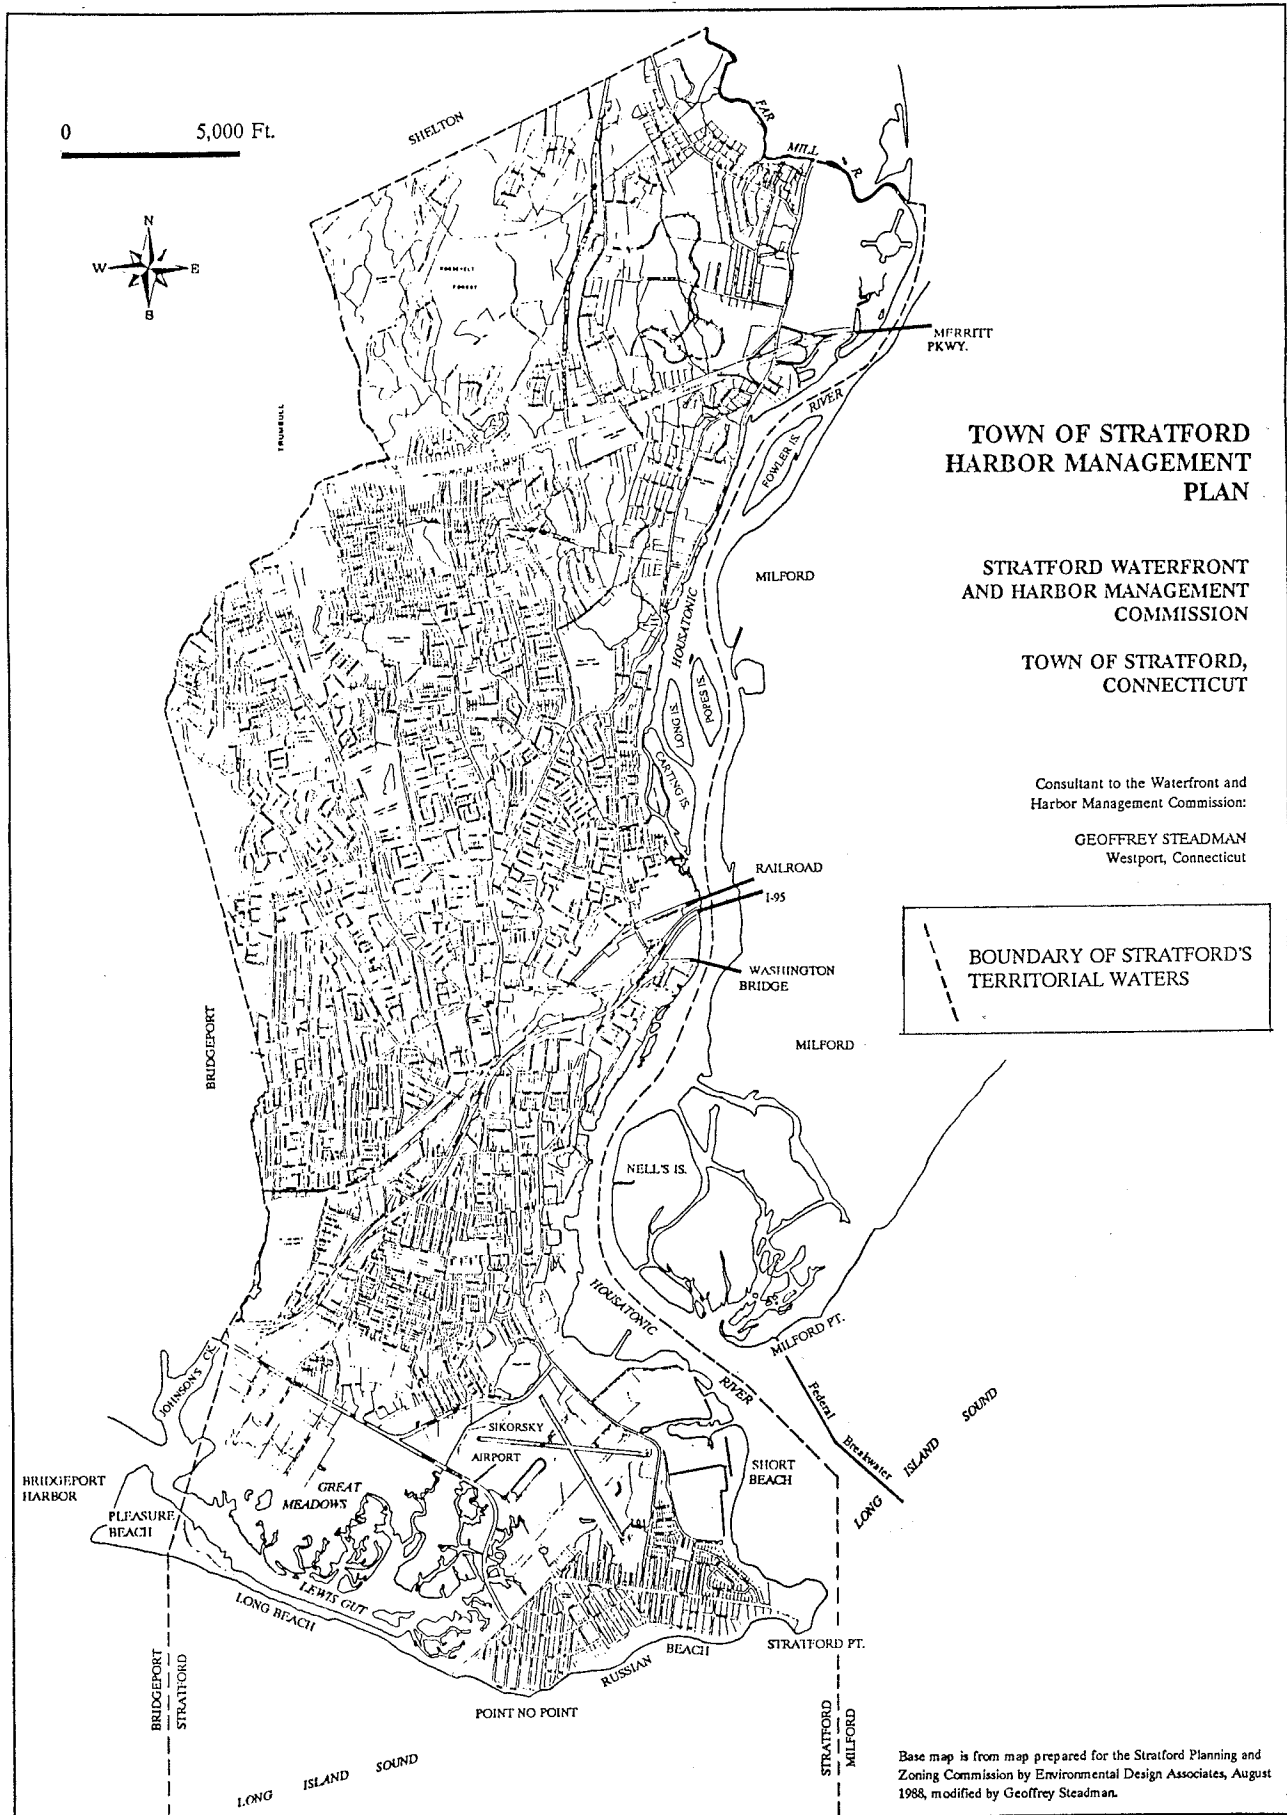 0 5,000 Ft.
SHELTON
FAR
MILL
R.
N
W E
S
FOREST
MERRITT
PKWY.
TRUMBULL
RIVER
FOWLER IS.
TOWN OF STRATFORD
HARBOR MANAGEMENT
PLAN
MILFORD
STRATFORD WATERFRONT
AND HARBOR MANAGEMENT
COMMISSION
HOUSATONIC
TOWN OF STRATFORD,
CONNECTICUT
POPES IS.
LONG IS.
CARTING IS.
Consultant to the Waterfront and
Harbor Management Commission:
GEOFFREY STEADMAN
Westport, Connecticut
RAILROAD
I-95
BOUNDARY OF STRATFORD'S
TERRITORIAL WATERS
WASHINGTON
BRIDGE
BRIDGEPORT
MILFORD
NELL'S IS.
HOUSATONIC
RIVER
MILFORD PT.
JOHNSON'S CK.
Federal
Breakwater
LONG ISLAND SOUND
SIKORSKY
AIRPORT
SHORT
BEACH
BRIDGEPORT
HARBOR
GREAT
MEADOWS
PLEASURE
BEACH
LEWIS GUT
LONG BEACH
STRATFORD PT.
RUSSIAN BEACH
POINT NO POINT
BRIDGEPORT
STRATFORD
STRATFORD
MILFORD
LONG ISLAND SOUND
Base map is from map prepared for the Stratford Planning and
Zoning Commission by Environmental Design Associates, August
1988, modified by Geoffrey Steadman.